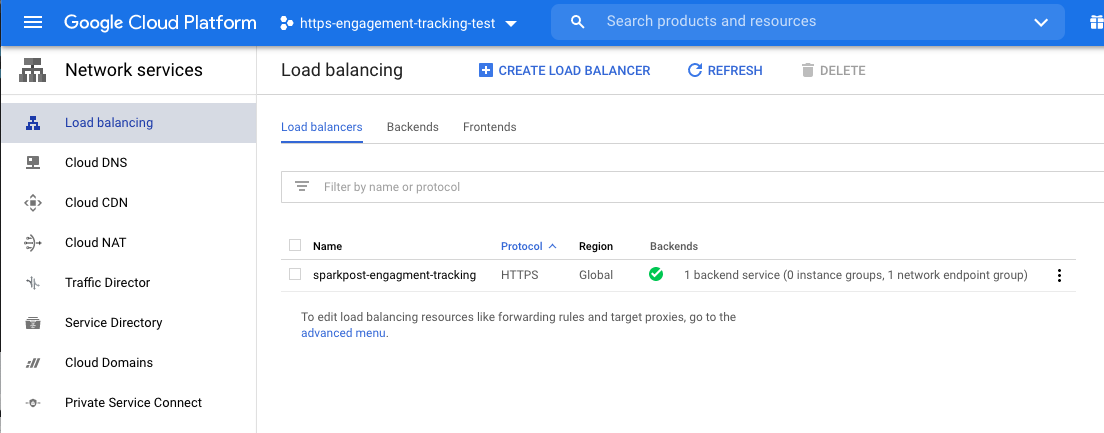 Google Cloud Platform
https-engagement-tracking-test
Search products and resources
Network services
Load balancing
CREATE LOAD BALANCER
REFRESH
DELETE
Load balancing
Cloud DNS
Cloud CDN
Cloud NAT
Traffic Director
Service Directory
Cloud Domains
Private Service Connect
Load balancers
Backends
Frontends
Filter by name or protocol
Name
Protocol
Region
Backends
sparkpost-engagment-tracking
HTTPS
Global
1 backend service (0 instance groups, 1 network endpoint group)
To edit load balancing resources like forwarding rules and target proxies, go to the
advanced menu.